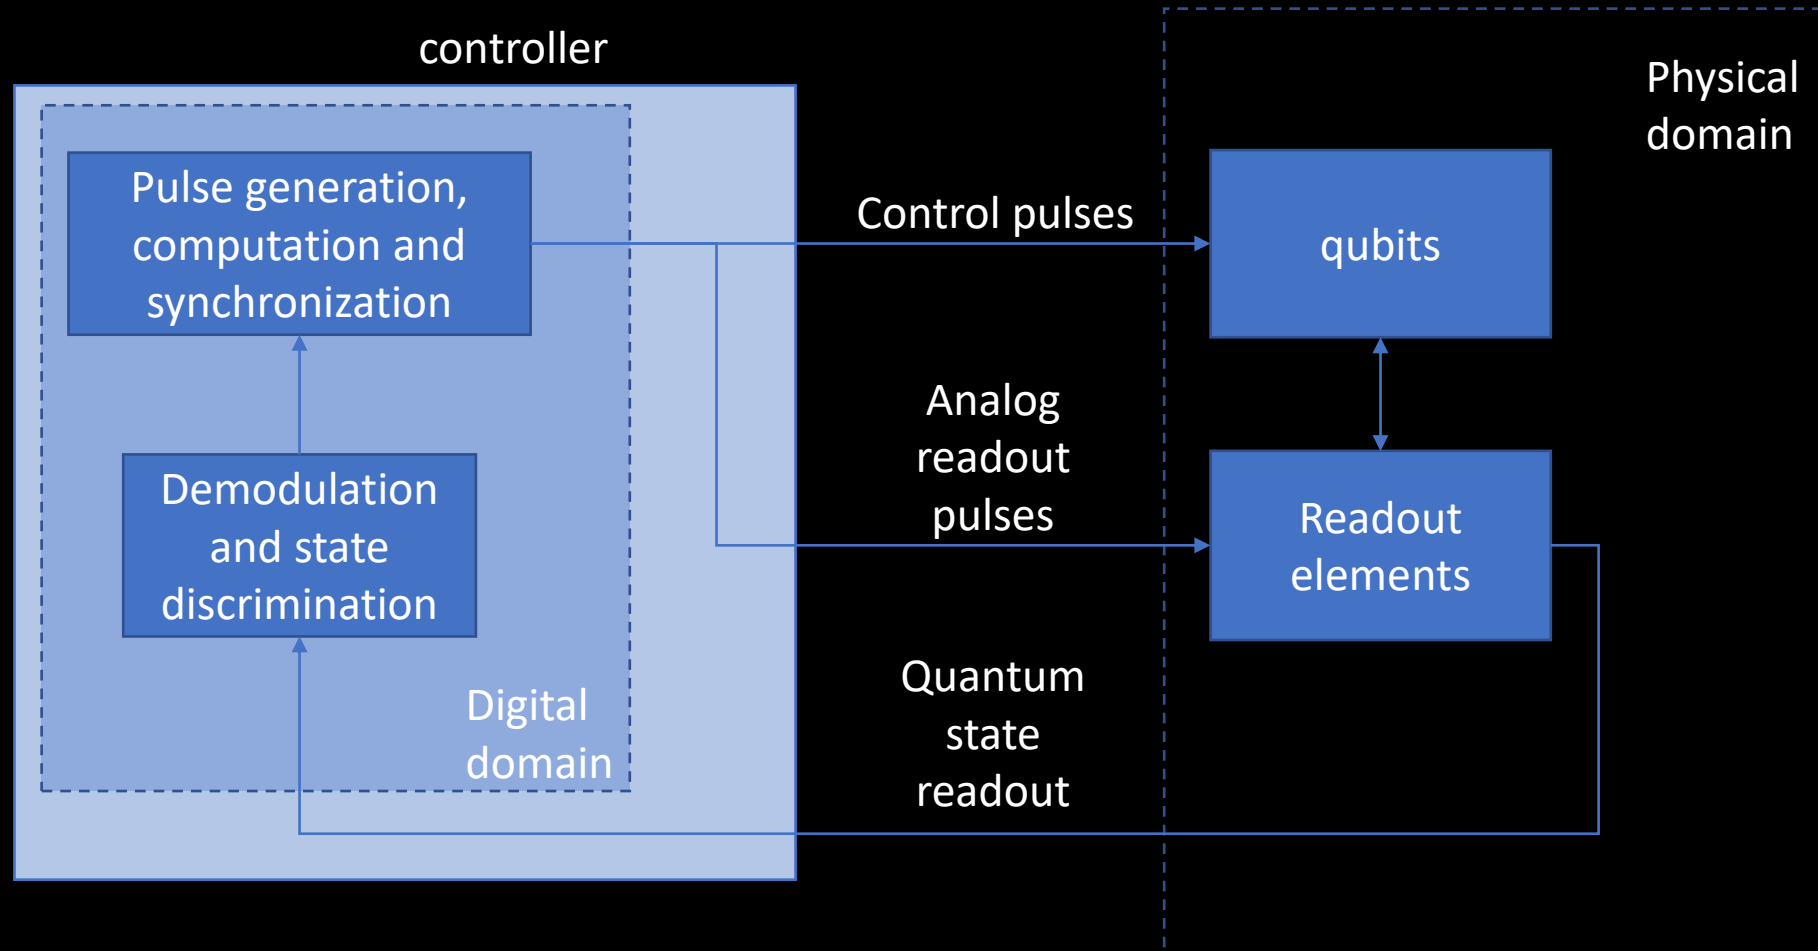 controller
Physical
domain
Pulse generation,
computation and
synchronization
Control pulses
qubits
Analog
readout
pulses
Demodulation
and state
discrimination
Readout
elements
Quantum
state
readout
Digital
domain